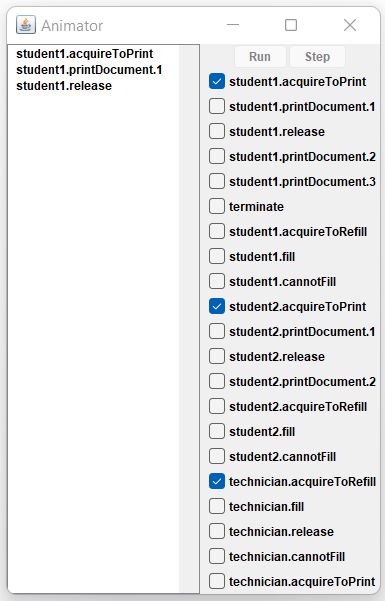 Animator
student1.acquireToPrint
student1.printDocument.1
student1.release
Run Step
student1.acquireToPrint
student1.printDocument.1
student1.release
student1.printDocument.2
student1.printDocument.3
terminate
student1.acquireToRefill
student1.fill
student1.cannotFill
student2.acquireToPrint
student2.printDocument.1
student2.release
student2.printDocument.2
student2.acquireToRefill
student2.fill
student2.cannotFill
technician.acquireToRefill
technician.fill
technician.release
technician.cannotFill
technician.acquireToPrint